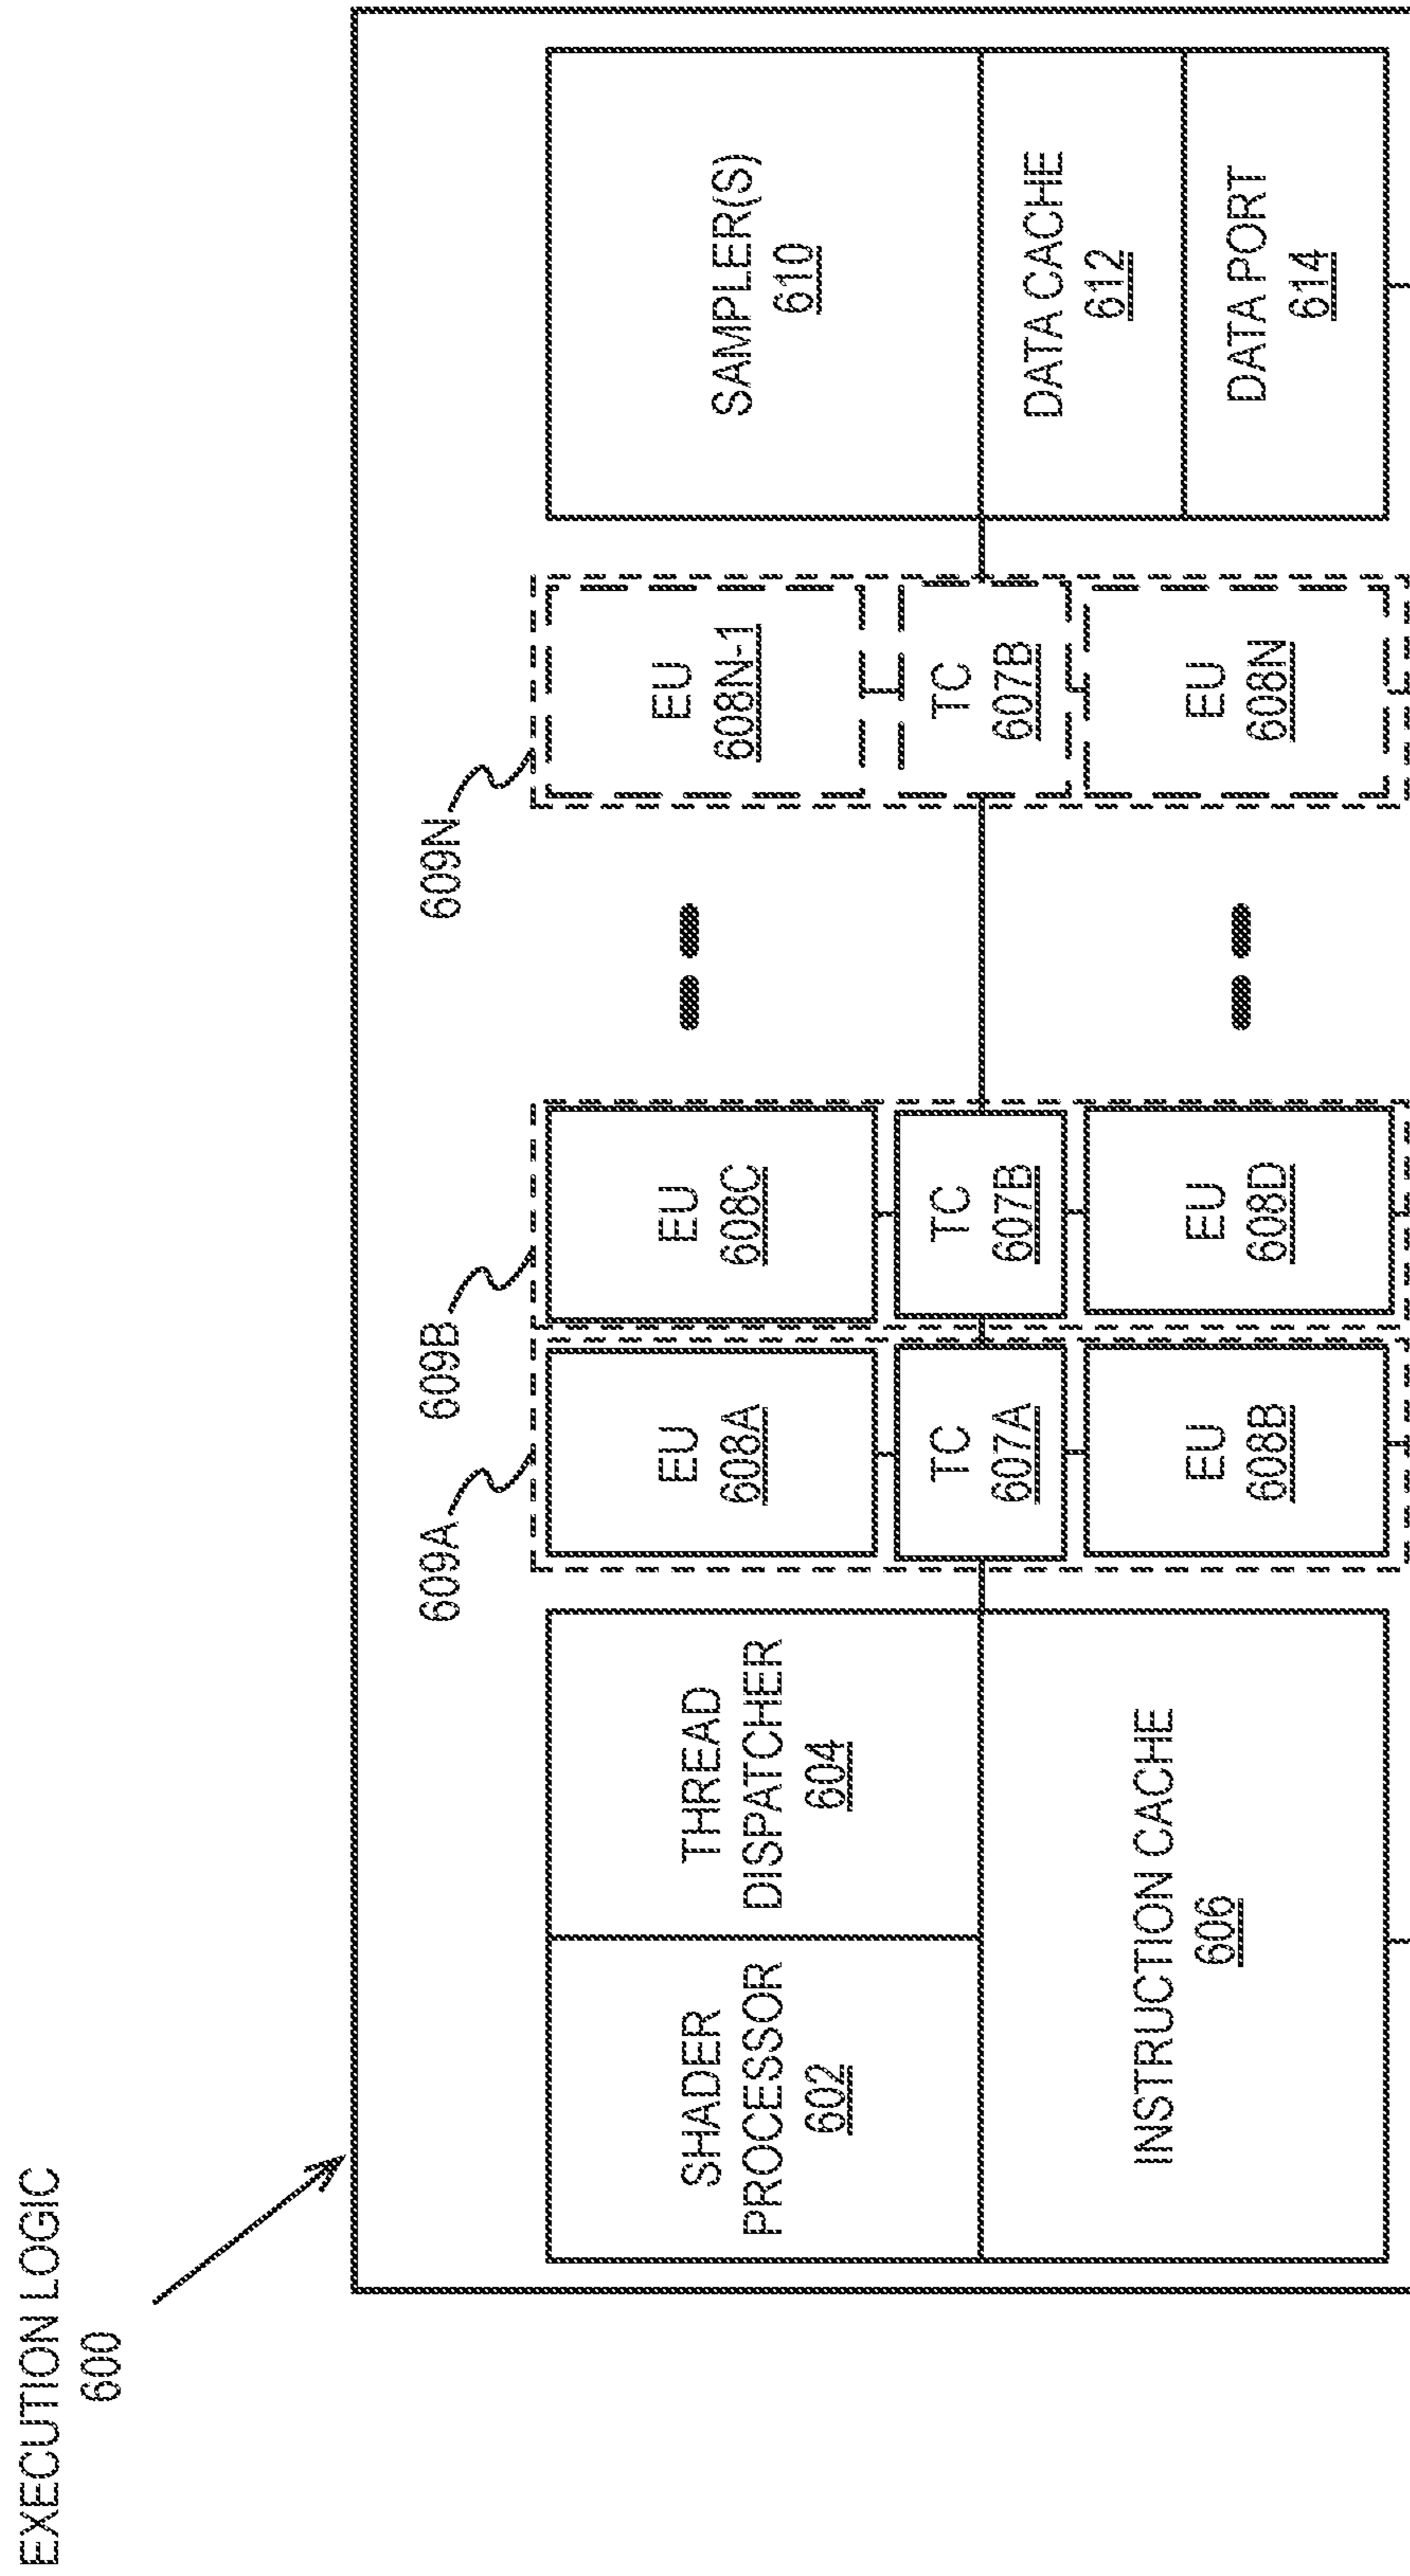 EXECUTION LOGIC
600
609A
609B
609N
SHADER
PROCESSOR
602
THREAD
DISPATCHER
604
INSTRUCTION CACHE
606
EU
608A
TC
607A
EU
608B
EU
608C
TC
607B
EU
608D
EU
608N-1
TC
607B
EU
608N
SAMPLER(S)
610
DATA CACHE
612
DATA PORT
614